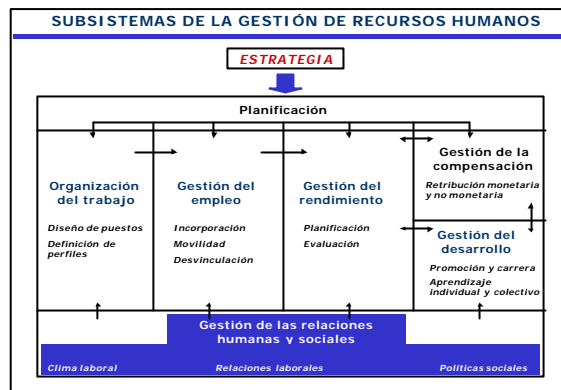 SUBSISTEMAS DE LA GESTIÓN DE RECURSOS HUMANOS
ESTRATEGIA
Planificación
Organización
del trabajo
Diseño de puestos
Definición de
perfiles
Gestión del
empleo
Incorporación
Movilidad
Desvinculación
Gestión del
rendimiento
Planificación
Evaluación
Gestión de la
compensación
Retribución monetaria
y no monetaria
Gestión del
desarrollo
Promoción y carrera
Aprendizaje
individual y colectivo
Gestión de las relaciones
humanas y sociales
Clima laboral
Relaciones laborales
Políticas sociales